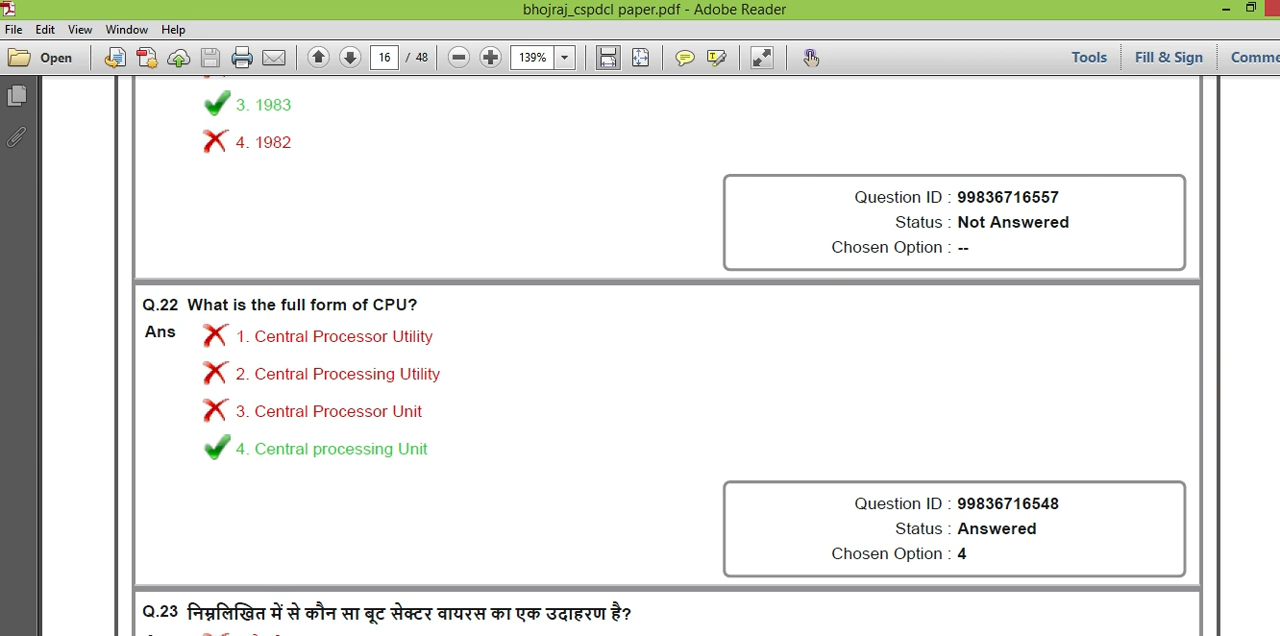 bhojraj_cspdcl paper.pdf - Adobe Reader
File Edit View Window Help
Open 16 / 48 139% Tools Fill & Sign Comme
3. 1983
4. 1982
Question ID : 99836716557
Status : Not Answered
Chosen Option : --
Q.22 What is the full form of CPU?
Ans 1. Central Processor Utility
2. Central Processing Utility
3. Central Processor Unit
4. Central processing Unit
Question ID : 99836716548
Status : Answered
Chosen Option : 4
Q.23 निम्नलिखित में से कौन सा बूट सेक्टर वायरस का एक उदाहरण है?